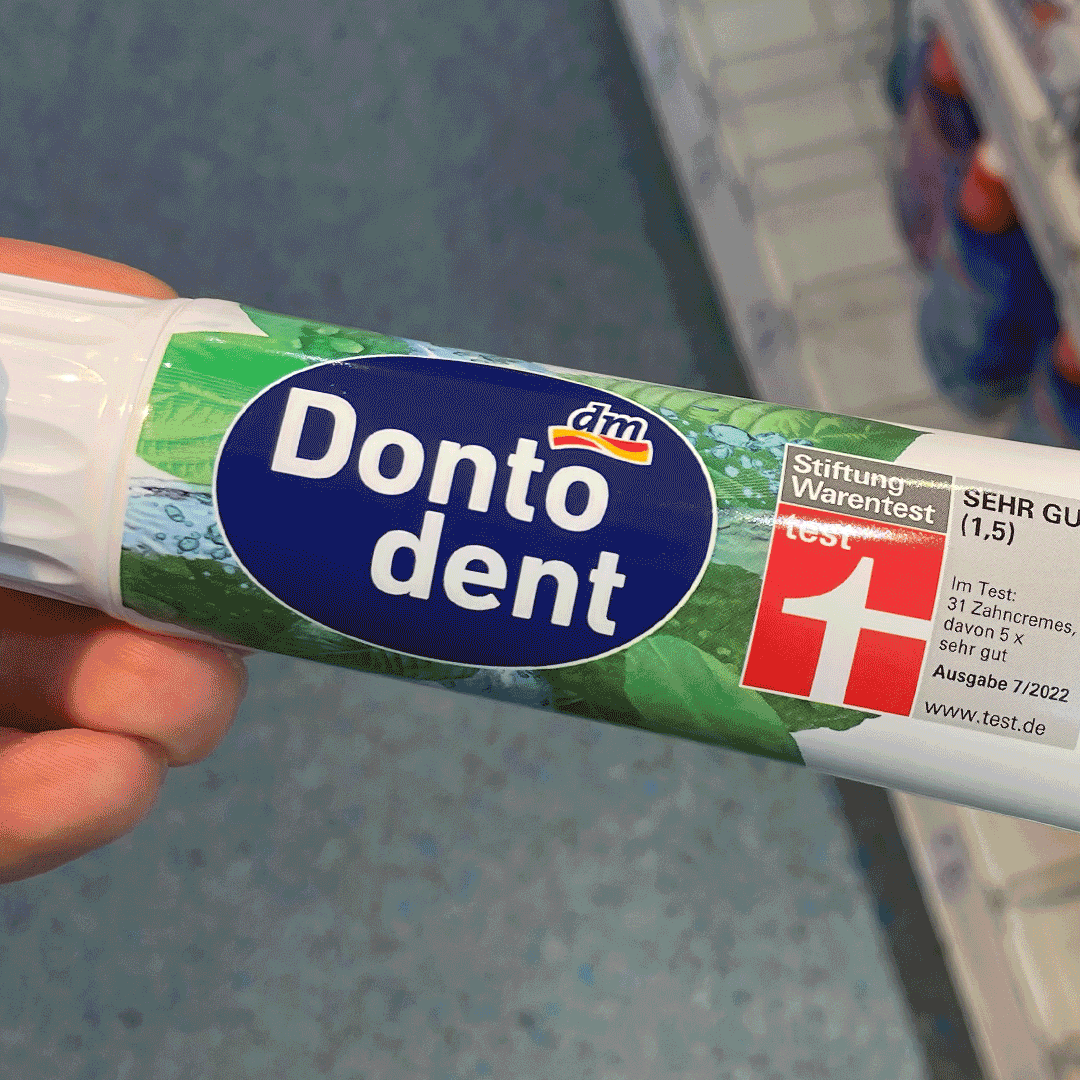 dm
Donto
dent
Stiftung
Warentest
test
SEHR GU
(1,5)
Im Test:
31 Zahncremes,
davon 5 x
sehr gut
Ausgabe 7/2022
www.test.de